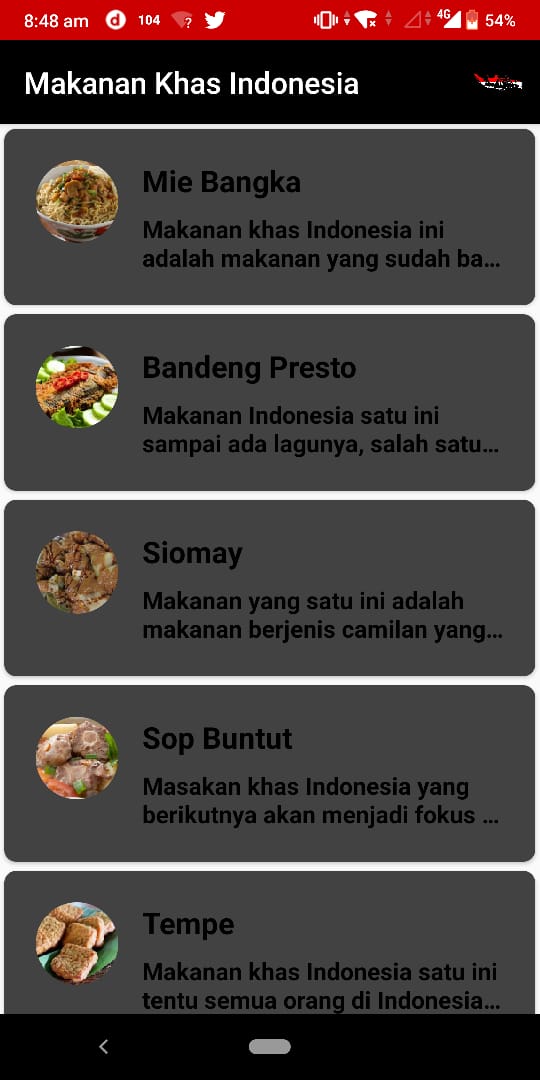 8:48 am d 104 ? 4G 54%
Makanan Khas Indonesia
Mie Bangka
Makanan khas Indonesia ini
adalah makanan yang sudah ba...
Bandeng Presto
Makanan Indonesia satu ini
sampai ada lagunya, salah satu...
Siomay
Makanan yang satu ini adalah
makanan berjenis camilan yang...
Sop Buntut
Masakan khas Indonesia yang
berikutnya akan menjadi fokus ...
Tempe
Makanan khas Indonesia satu ini
tentu semua orang di Indonesia...